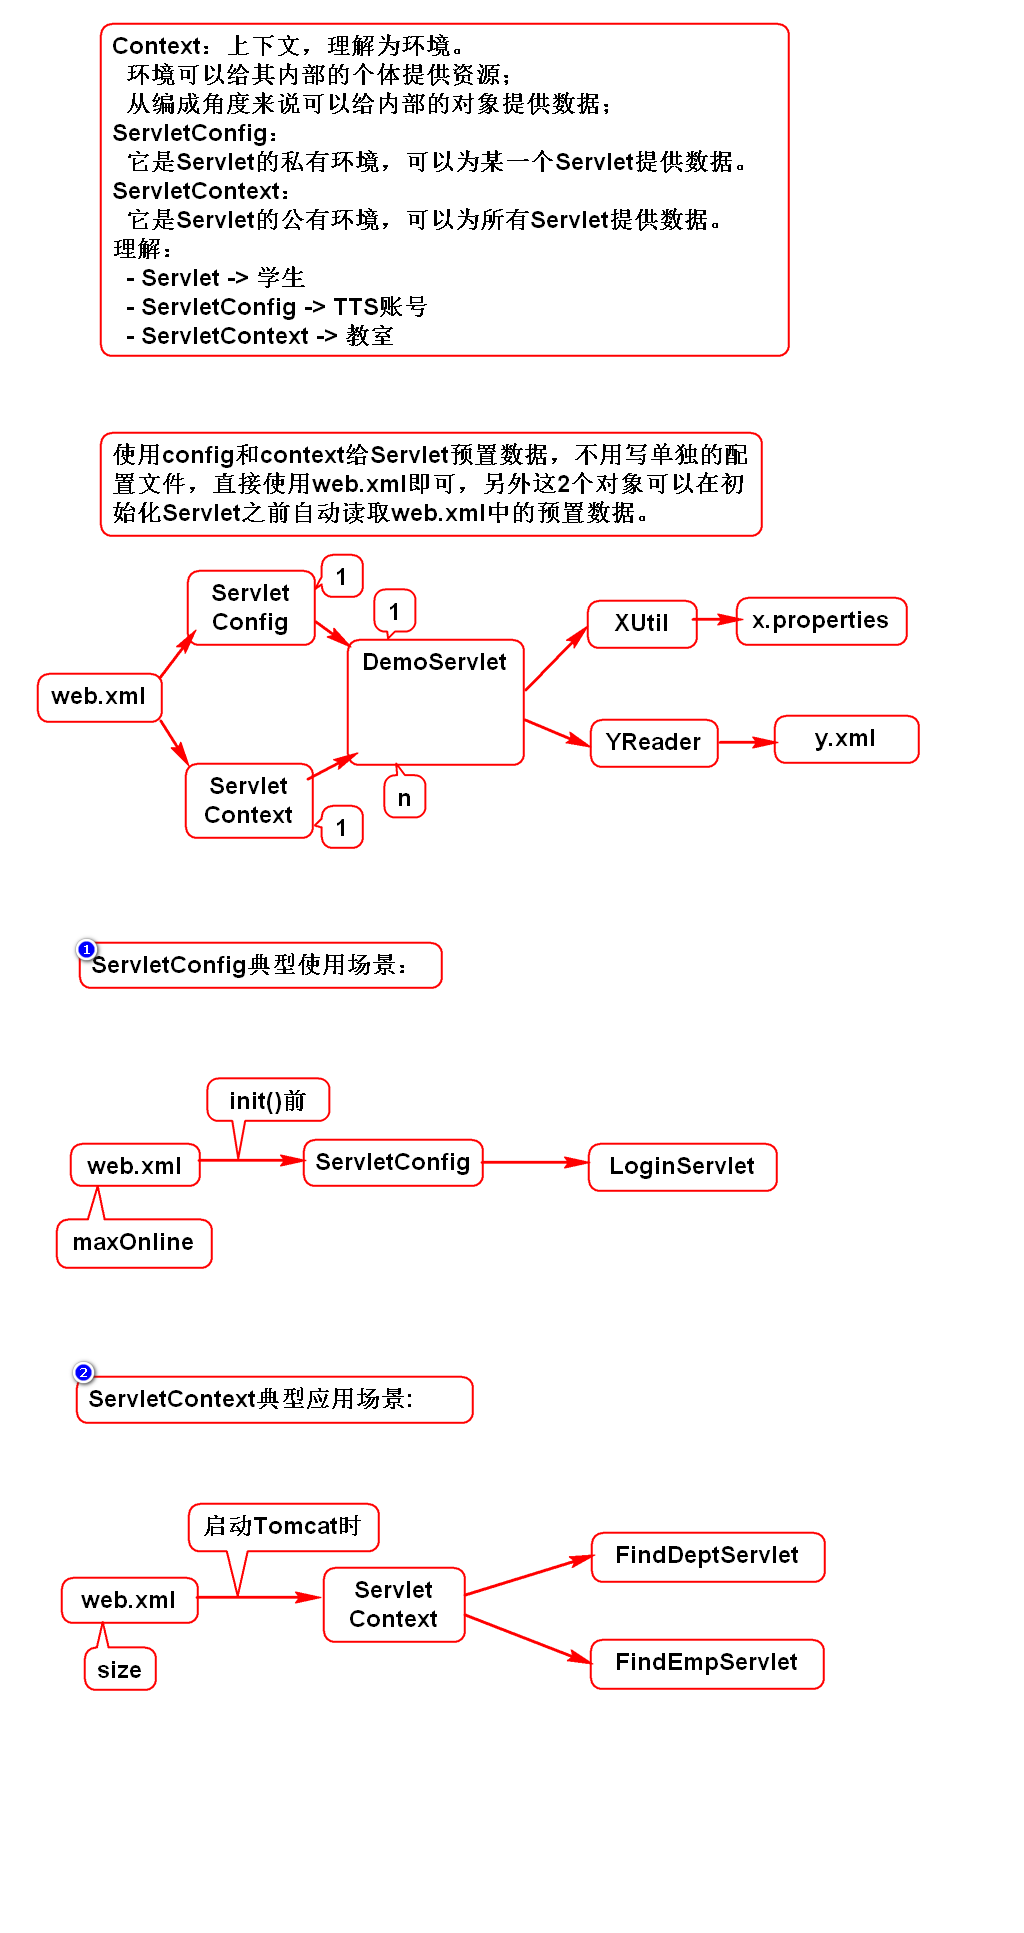 Context：上下文，理解为环境。
环境可以给其内部的个体提供资源；
从编成角度来说可以给内部的对象提供数据；
ServletConfig：
它是Servlet的私有环境，可以为某一个Servlet提供数据。
ServletContext：
它是Servlet的公有环境，可以为所有Servlet提供数据。
理解：
- Servlet -> 学生
- ServletConfig -> TTS账号
- ServletContext -> 教室
使用config和context给Servlet预置数据，不用写单独的配
置文件，直接使用web.xml即可，另外这2个对象可以在初
始化Servlet之前自动读取web.xml中的预置数据。
Servlet
Config
1
1
DemoServlet
XUtil
x.properties
web.xml
YReader
y.xml
Servlet
Context
n
1
1
ServletConfig典型使用场景：
init()前
web.xml
ServletConfig
LoginServlet
maxOnline
2
ServletContext典型应用场景:
启动Tomcat时
web.xml
Servlet
Context
FindDeptServlet
FindEmpServlet
size